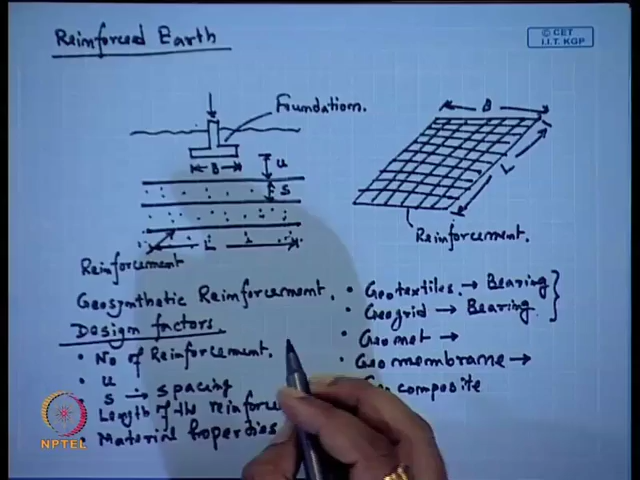 Reinforced Earth
© CET
I.I.T. KGP
Foundation.
B
u
B
s
L
L
Reinforcement.
Reinforcement
Geosynthetic Reinforcement.
Design factors.
• No of Reinforcement.
• u
s → spacing
Length of the reinforce
• Material Properties
• Geotextiles. → Bearing
• Geogrid → Bearing
• Geonet →
• Geomembrane →
composite
NPTEL